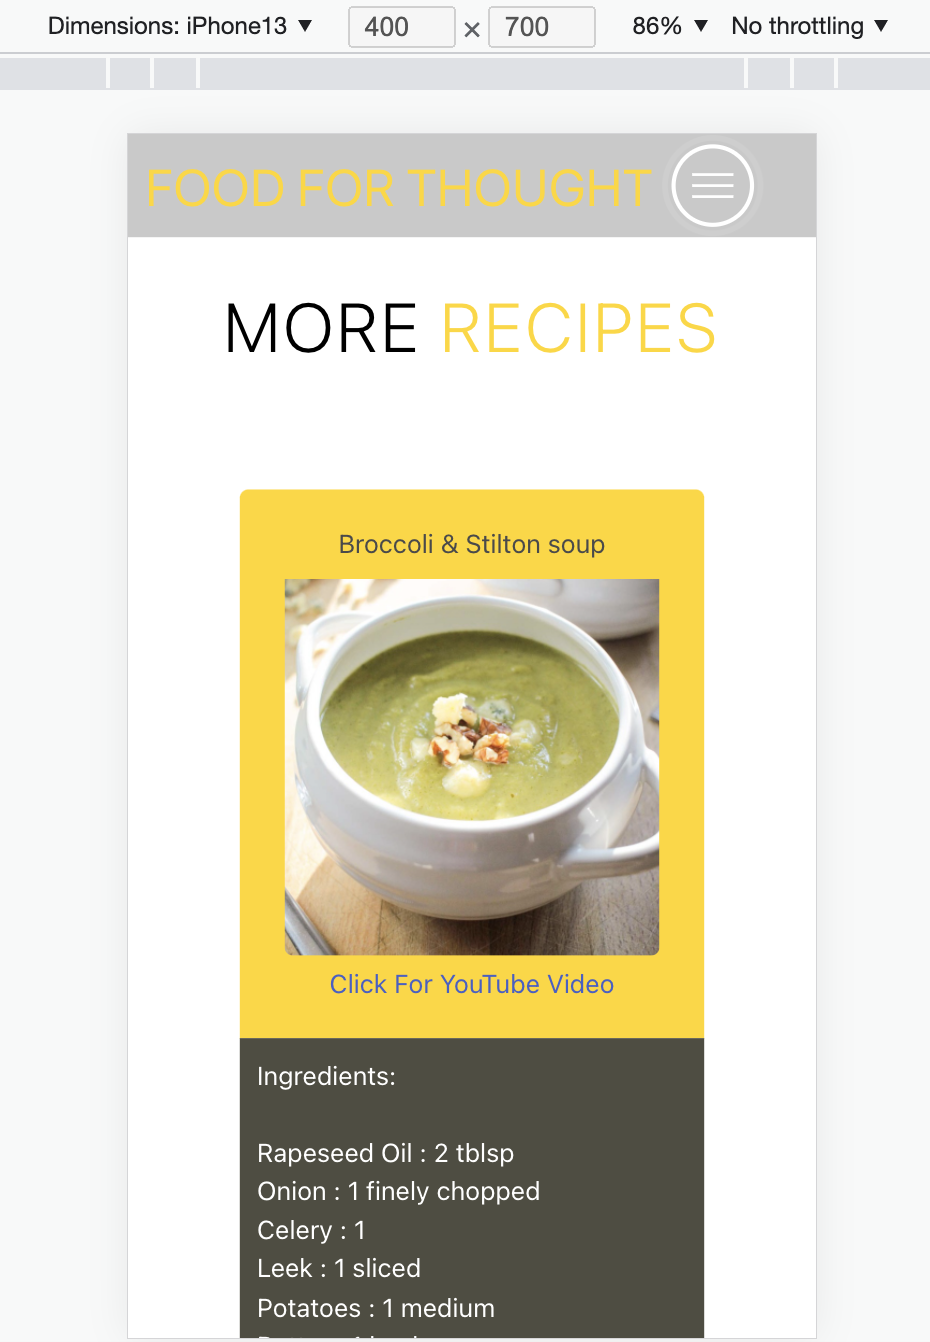 Dimensions: iPhone13 ▼ 400 × 700 86% ▼ No throttling ▼
FOOD FOR THOUGHT
MORE RECIPES
Broccoli & Stilton soup
Click For YouTube Video
Ingredients:
Rapeseed Oil : 2 tblsp
Onion : 1 finely chopped
Celery : 1
Leek : 1 sliced
Potatoes : 1 medium